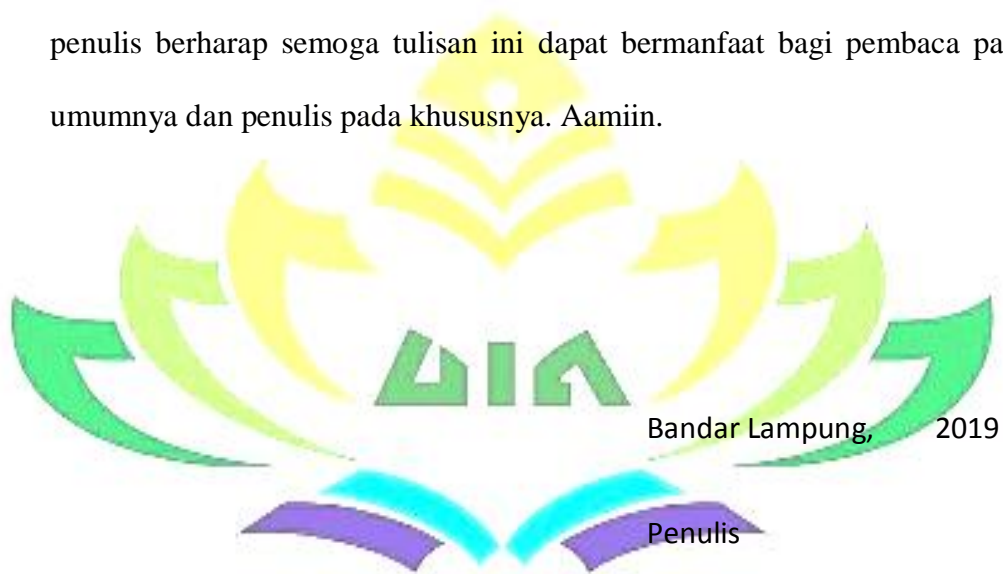 penulis berharap semoga tulisan ini dapat bermanfaat bagi pembaca pa
umumnya dan penulis pada khususnya. Aamiin.
UIN
Bandar Lampung, 2019
Penulis